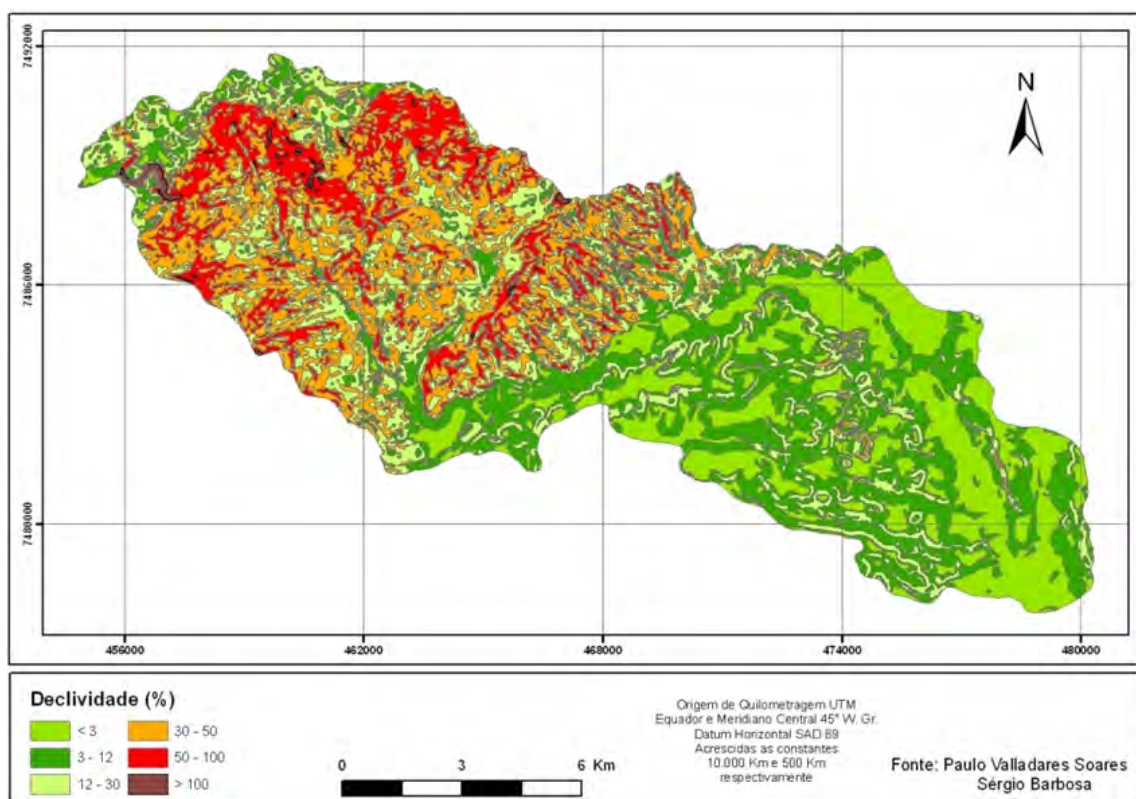 N
7492000
7486000
7480000
456000
462000
468000
474000
480000
Declividade (%)
< 3
3 - 12
12 - 30
30 - 50
50 - 100
> 100
0 3 6 Km
Origem de Quilometragem UTM
Equador e Meridiano Central 45° W. Gr.
Datum Horizontal SAD 69
Acrescidas as constantes
10.000 Km e 500 Km
respectivamente
Fonte: Paulo Valladares Soares
Sérgio Barbosa